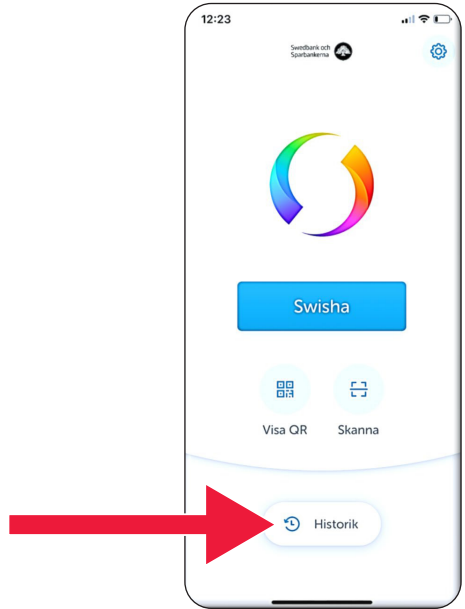 12:23
Swedbank och
Sparbankerna
Swisha
Visa QR
Skanna
Historik